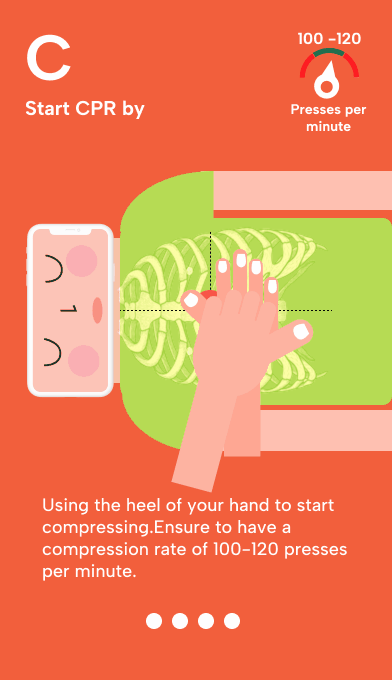 C
Start CPR by
100 -120
Presses per
minute
Using the heel of your hand to start
compressing.Ensure to have a
compression rate of 100-120 presses
per minute.